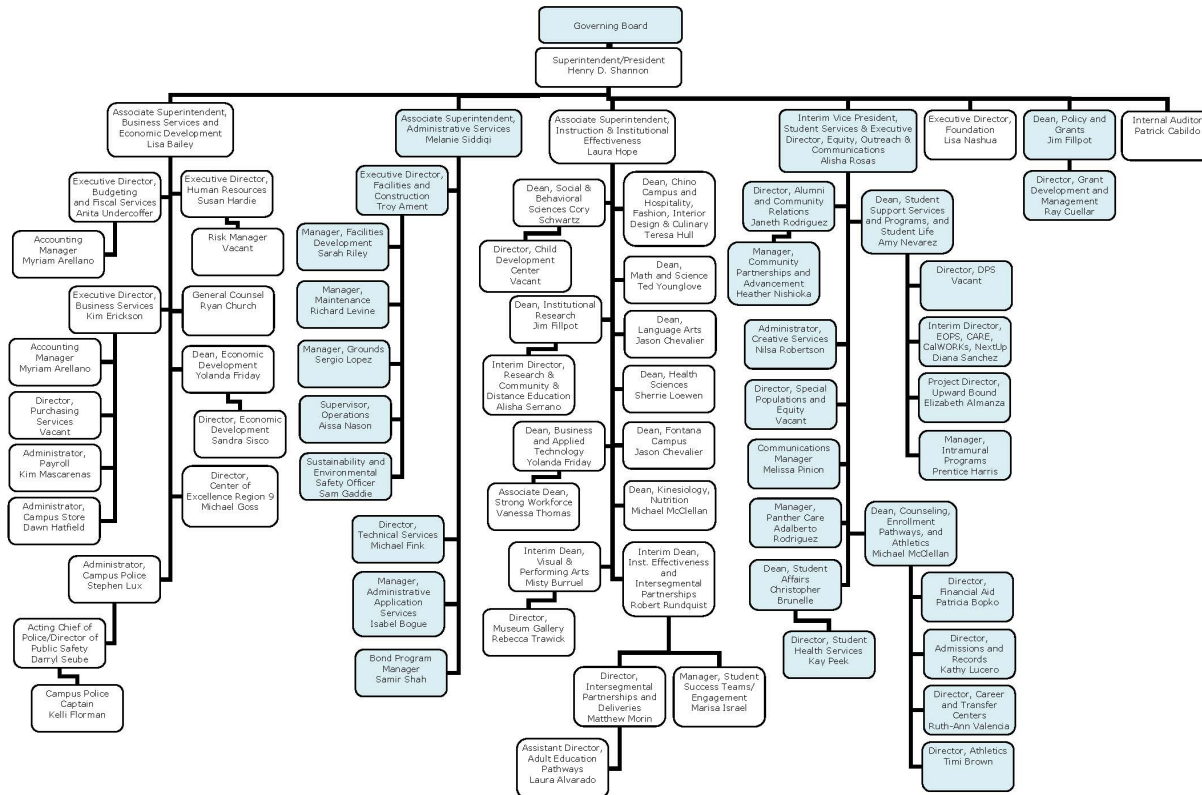 Governing Board
Superintendent/President
Henry D. Shannon
Associate Superintendent,
Business Services and
Economic Development
Lisa Bailey
Executive Director,
Budgeting
and Fiscal Services
Anita Undercoffer
Accounting
Manager
Myriam Arellano
Executive Director,
Human Resources
Susan Hardie
Risk Manager
Vacant
Executive Director,
Business Services
Kim Erickson
Accounting
Manager
Myriam Arellano
Director,
Purchasing
Services
Vacant
Administrator,
Payroll
Kim Mascarenas
Administrator,
Campus Store
Dawn Hatfield
General Counsel
Ryan Church
Dean, Economic
Development
Yolanda Friday
Director, Economic
Development
Sandra Sisco
Director,
Center of
Excellence Region 9
Michael Goss
Administrator,
Campus Police
Stephen Lux
Acting Chief of
Police/Director of
Public Safety
Darryl Seube
Campus Police
Captain
Kelli Florman
Associate Superintendent,
Administrative Services
Melanie Siddiqi
Executive Director,
Facilities and
Construction
Troy Ament
Manager, Facilities
Development
Sarah Riley
Manager,
Maintenance
Richard Levine
Manager, Grounds
Sergio Lopez
Supervisor,
Operations
Aissa Nason
Sustainability and
Environmental
Safety Officer
Sam Gaddie
Director,
Technical Services
Michael Fink
Manager,
Administrative
Application
Services
Isabel Bogue
Bond Program
Manager
Samir Shah
Associate Superintendent,
Instruction & Institutional
Effectiveness
Laura Hope
Dean, Social &
Behavioral
Sciences Cory
Schwartz
Director, Child
Development
Center
Vacant
Dean, Institutional
Research
Jim Fillpot
Interim Director,
Research &
Community &
Distance Education
Alisha Serrano
Dean, Business
and Applied
Technology
Yolanda Friday
Associate Dean,
Strong Workforce
Vanessa Thomas
Interim Dean,
Visual &
Performing Arts
Misty Burruel
Director,
Museum Gallery
Rebecca Trawick
Dean, Chino
Campus and
Hospitality,
Fashion, Interior
Design & Culinary
Teresa Hull
Dean,
Math and Science
Ted Younglove
Dean,
Language Arts
Jason Chevalier
Dean, Health
Sciences
Sherrie Loewen
Dean, Fontana
Campus
Jason Chevalier
Dean, Kinesiology,
Nutrition
Michael McClellan
Interim Dean,
Inst. Effectiveness
and
Intersegmental
Partnerships
Robert Rundquist
Director,
Intersegmental
Partnerships and
Deliveries
Matthew Morin
Manager, Student
Success Teams/
Engagement
Marisa Israel
Assistant Director,
Adult Education
Pathways
Laura Alvarado
Interim Vice President,
Student Services & Executive
Director, Equity, Outreach &
Communications
Alisha Rosas
Director, Alumni
and Community
Relations
Janeth Rodriguez
Manager,
Community
Partnerships and
Advancement
Heather Nishioka
Administrator,
Creative Services
Nilsa Robertson
Director, Special
Populations and
Equity
Vacant
Communications
Manager
Melissa Pinion
Manager,
Panther Care
Adalberto
Rodriguez
Dean, Student
Affairs
Christopher
Brunelle
Director, Student
Health Services
Kay Peek
Dean, Student
Support Services
and Programs, and
Student Life
Amy Nevarez
Director, DPS
Vacant
Interim Director,
EOPS, CARE,
CalWORKs, NextUp
Diana Sanchez
Project Director,
Upward Bound
Elizabeth Almanza
Manager,
Intramural
Programs
Prentice Harris
Dean, Counseling,
Enrollment
Pathways, and
Athletics
Michael McClellan
Director,
Financial Aid
Patricia Bopko
Director,
Admissions and
Records
Kathy Lucero
Director, Career
and Transfer
Centers
Ruth-Ann Valencia
Director, Athletics
Timi Brown
Executive Director,
Foundation
Lisa Nashua
Dean, Policy and
Grants
Jim Fillpot
Director, Grant
Development and
Management
Ray Cuellar
Internal Auditor
Patrick Cabildo